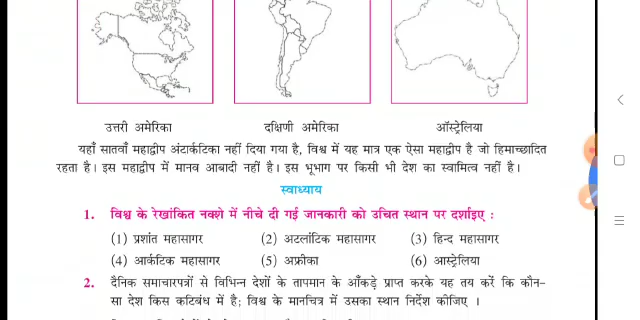 उत्तरी अमेरिका
दक्षिणी अमेरिका
ऑस्ट्रेलिया
यहाँ सातवाँ महाद्वीप अंटार्कटिका नहीं दिया गया है, विश्व में यह मात्र एक ऐसा महाद्वीप है जो हिमाच्छादित
रहता है। इस महाद्वीप में मानव आबादी नहीं है। इस भूभाग पर किसी भी देश का स्वामित्व नहीं है।
स्वाध्याय
1. विश्व के रेखांकित नक्शे में नीचे दी गई जानकारी को उचित स्थान पर दर्शाइए :
(1) प्रशांत महासागर (2) अटलांटिक महासागर (3) हिन्द महासागर
(4) आर्कटिक महासागर (5) अफ्रीका (6) आस्ट्रेलिया
2. दैनिक समाचारपत्रों से विभिन्न देशों के तापमान के आँकड़े प्राप्त करके यह तय करें कि कौन-
सा देश किस कटिबंध में है; विश्व के मानचित्र में उसका स्थान निर्देश कीजिए ।